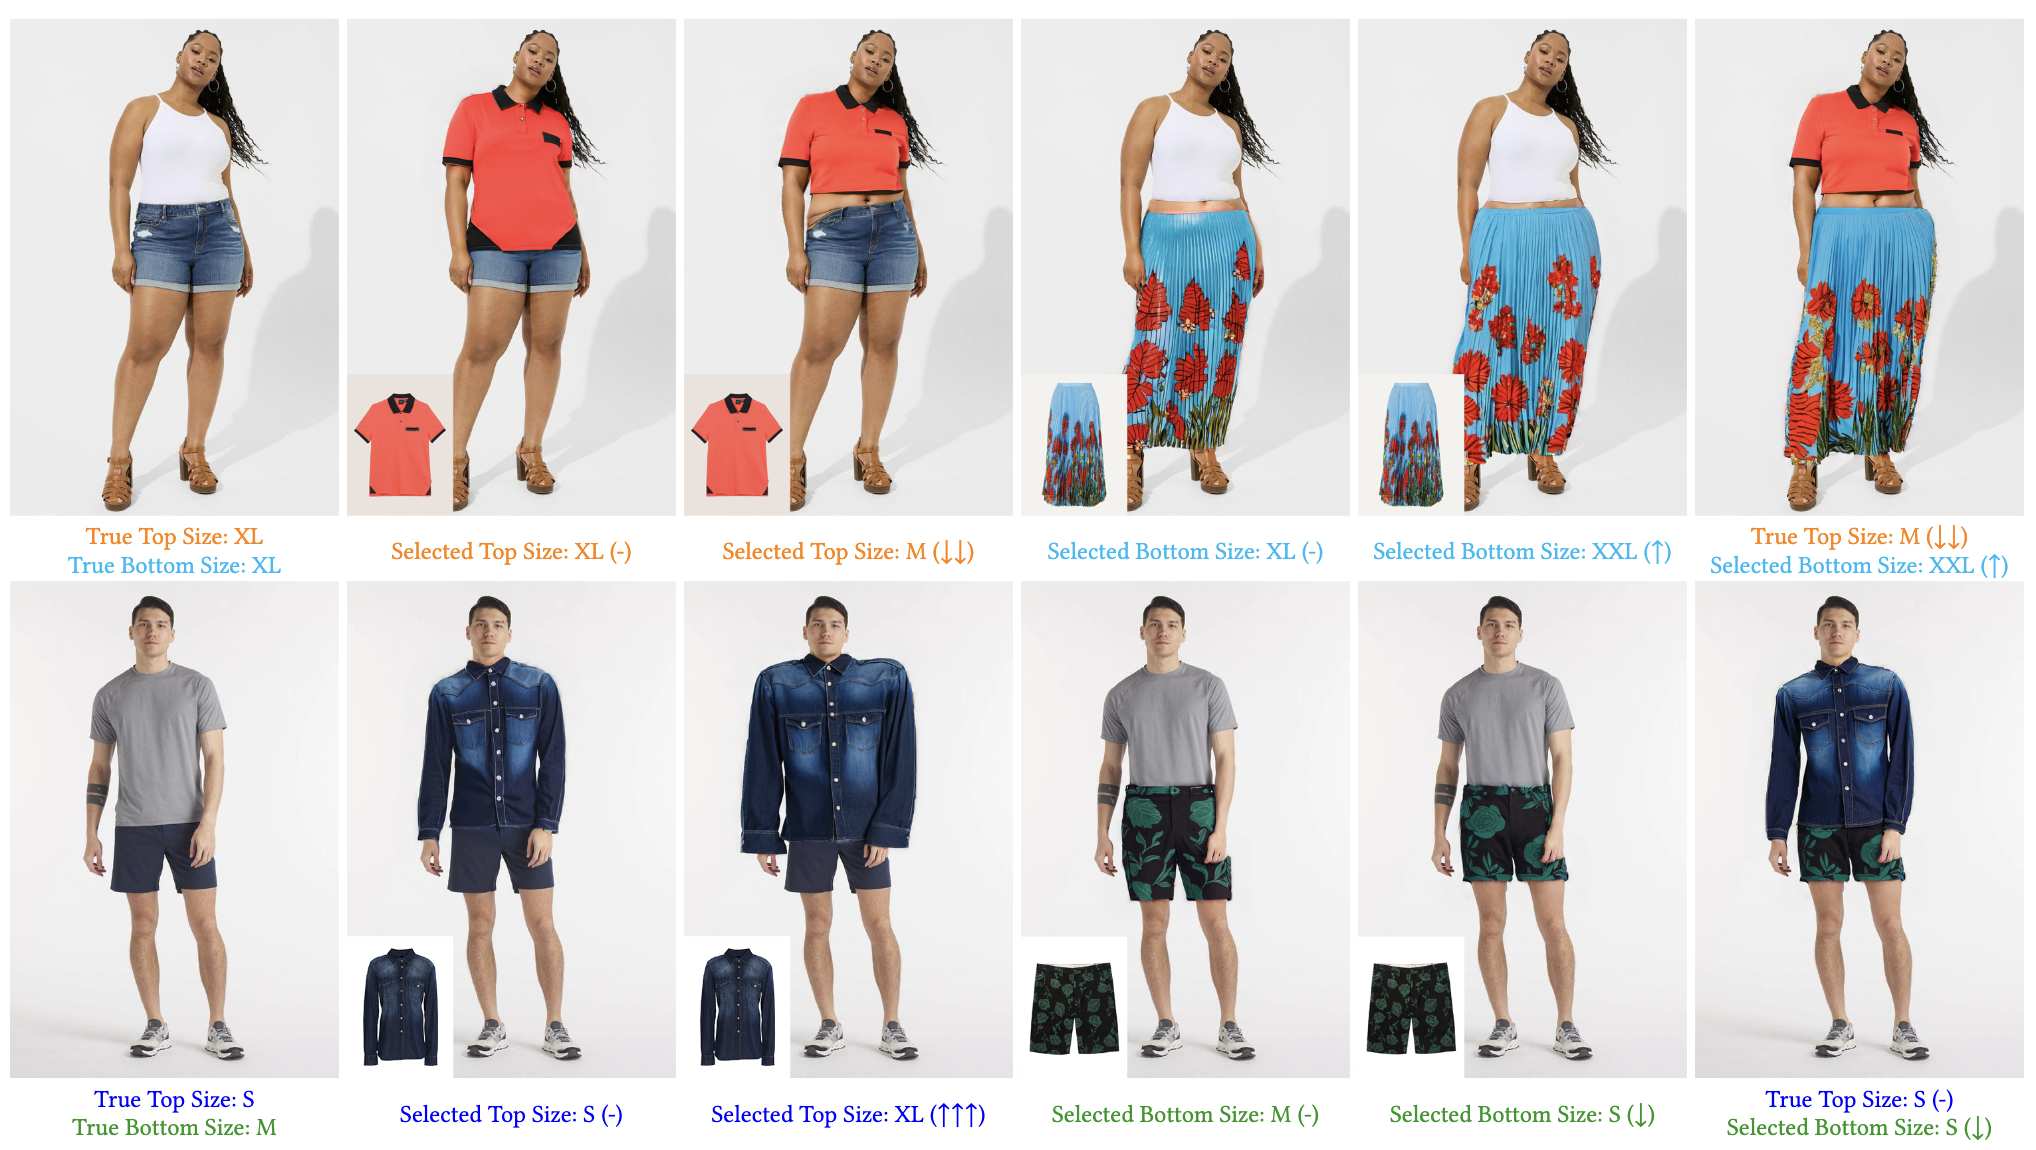 True Top Size: XL
True Bottom Size: XL
Selected Top Size: XL (-)
Selected Top Size: M (↓↓)
Selected Bottom Size: XL (-)
Selected Bottom Size: XXL (↑)
True Top Size: M (↓↓)
Selected Bottom Size: XXL (↑)
True Top Size: S
True Bottom Size: M
Selected Top Size: S (-)
Selected Top Size: XL (↑↑↑)
Selected Bottom Size: M (-)
Selected Bottom Size: S (↓)
True Top Size: S (-)
Selected Bottom Size: S (↓)